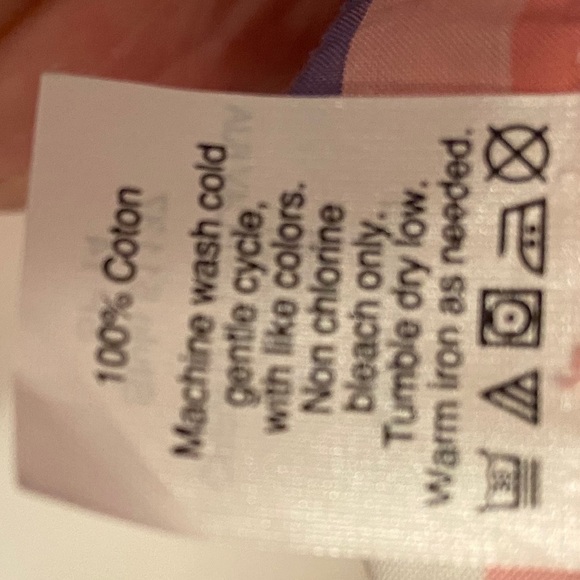 100% Coton
Machine wash cold
gentle cycle,
with like colors.
Non chlorine
bleach only.
Tumble dry low.
Warm iron as needed.
30